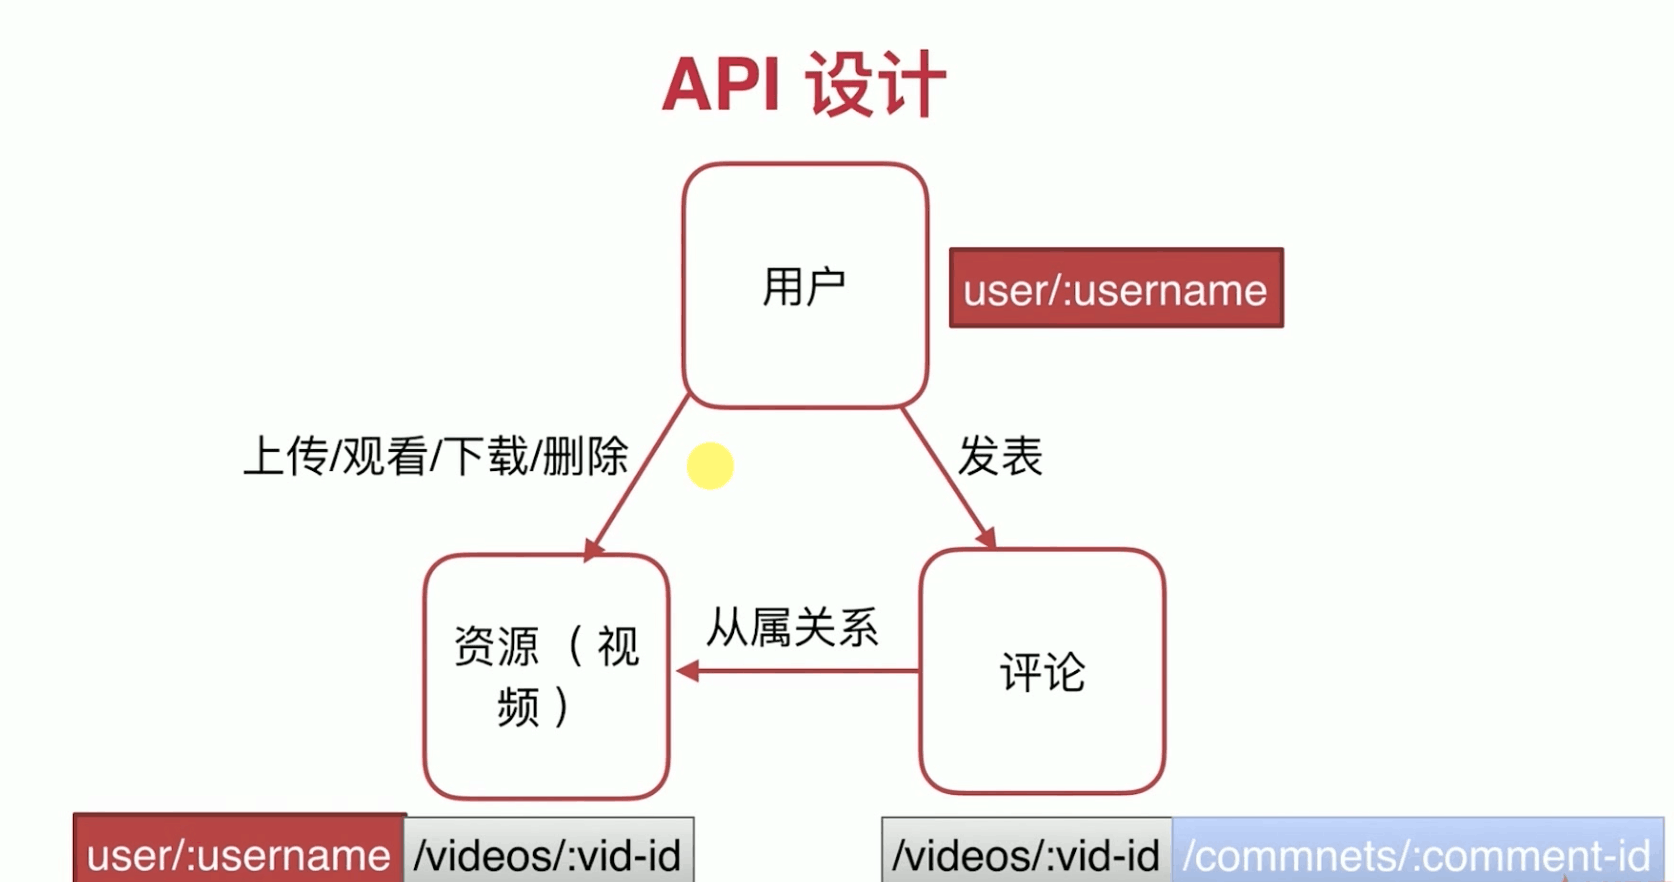 API 设计
用户
user/:username
上传/观看/下载/删除
发表
从属关系
资源（视
频）
评论
user/:username /videos/:vid-id
/videos/:vid-id /commnets/:comment-id